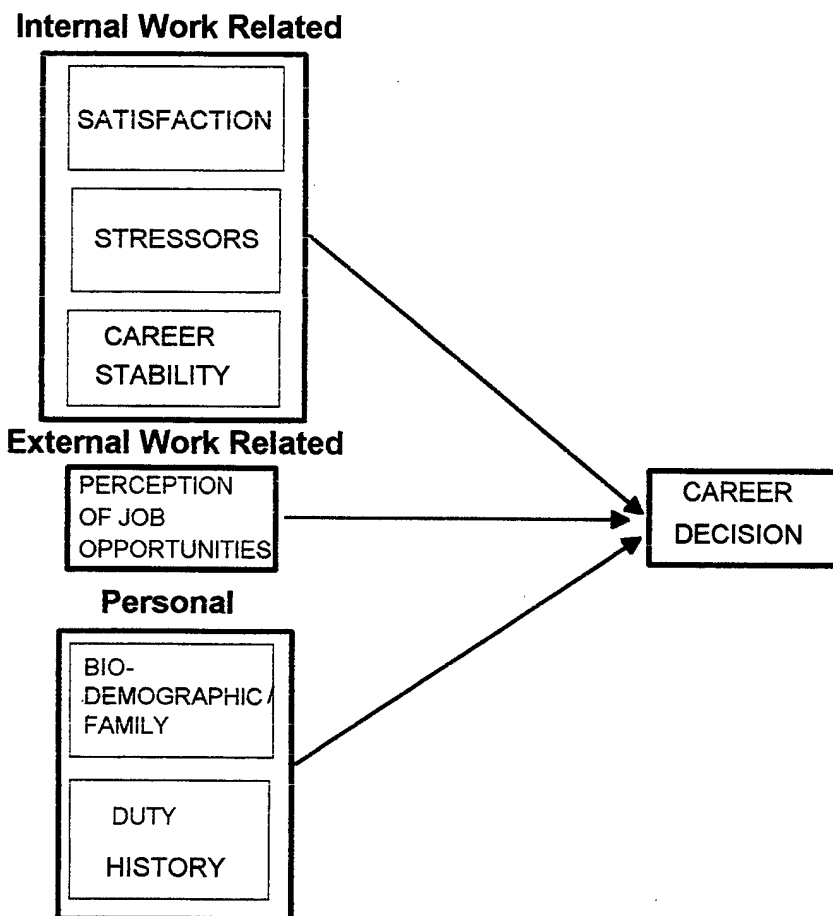 Internal Work Related
SATISFACTION
STRESSORS
CAREER
STABILITY
External Work Related
PERCEPTION
OF JOB
OPPORTUNITIES
CAREER
DECISION
Personal
BIO-
DEMOGRAPHIC /
FAMILY
DUTY
HISTORY